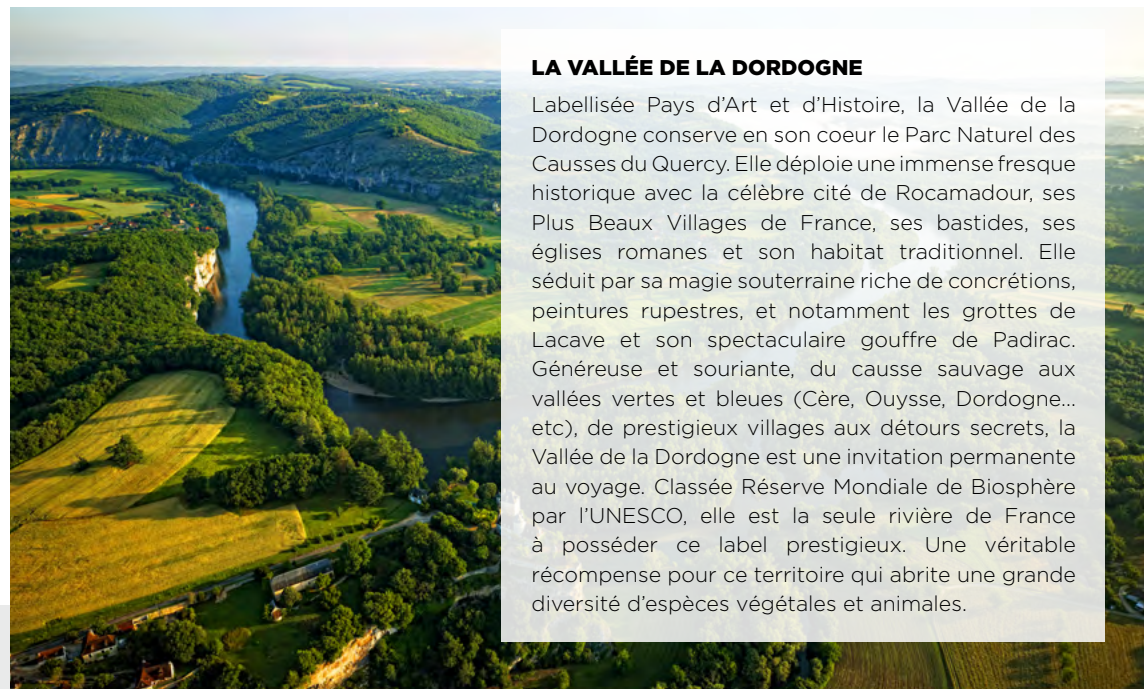 LA VALLÉE DE LA DORDOGNE
Labellisée Pays d’Art et d’Histoire, la Vallée de la
Dordogne conserve en son coeur le Parc Naturel des
Causses du Quercy. Elle déploie une immense fresque
historique avec la célèbre cité de Rocamadour, ses
Plus Beaux Villages de France, ses bastides, ses
églises romanes et son habitat traditionnel. Elle
séduit par sa magie souterraine riche de concrétions,
peintures rupestres, et notamment les grottes de
Lacave et son spectaculaire gouffre de Padirac.
Généreuse et souriante, du causse sauvage aux
vallées vertes et bleues (Cère, Ouysse, Dordogne...
etc), de prestigieux villages aux détours secrets, la
Vallée de la Dordogne est une invitation permanente
au voyage. Classée Réserve Mondiale de Biosphère
par l’UNESCO, elle est la seule rivière de France
à posséder ce label prestigieux. Une véritable
récompense pour ce territoire qui abrite une grande
diversité d’espèces végétales et animales.